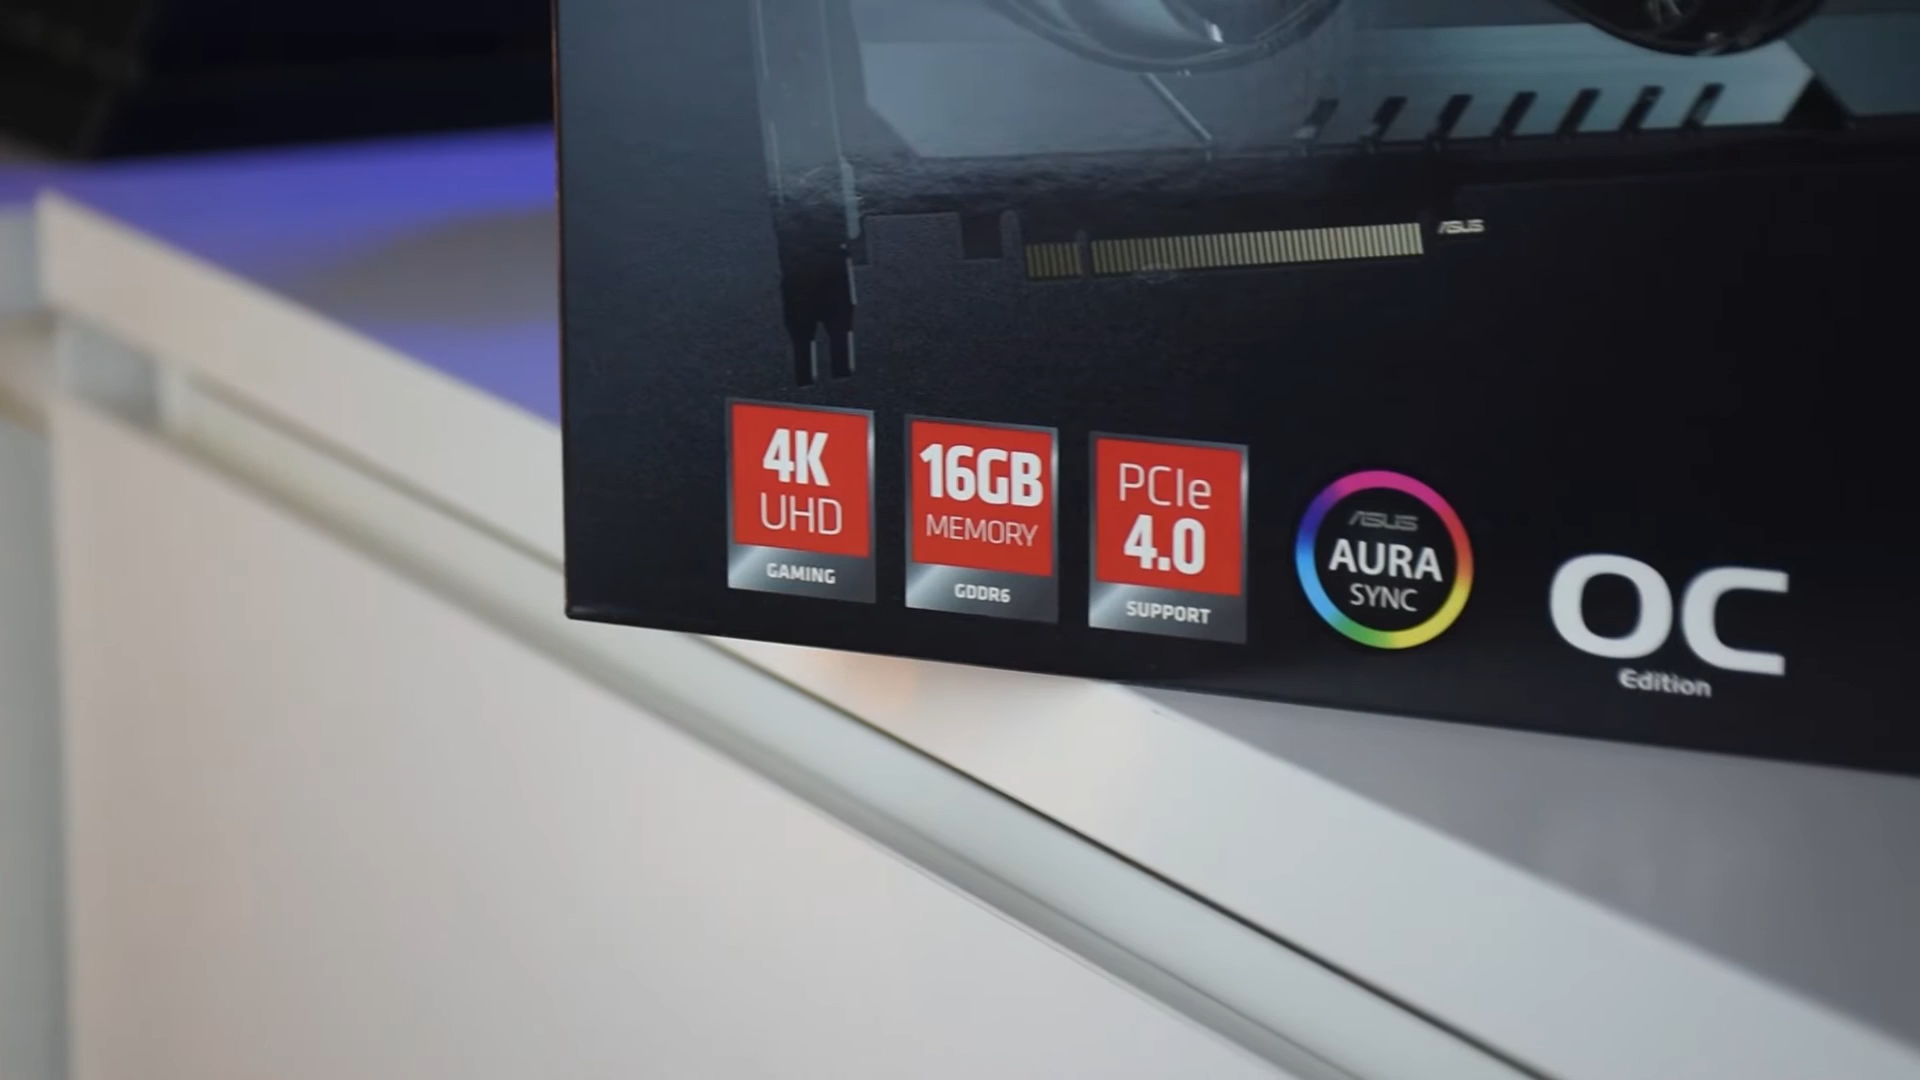 ASUS
4K
UHD
GAMING
16GB
MEMORY
GDDR6
PCIe
4.0
SUPPORT
ASUS
AURA
SYNC
OC
Edition